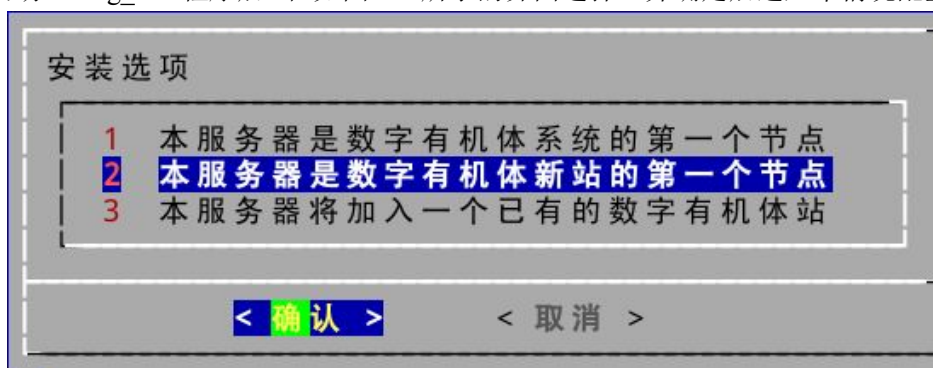 安装选项
1 本服务器是数字有机体系统的第一个节点
2 本服务器是数字有机体新站的第一个节点
3 本服务器将加入一个已有的数字有机体站
< 确认 > < 取消 >